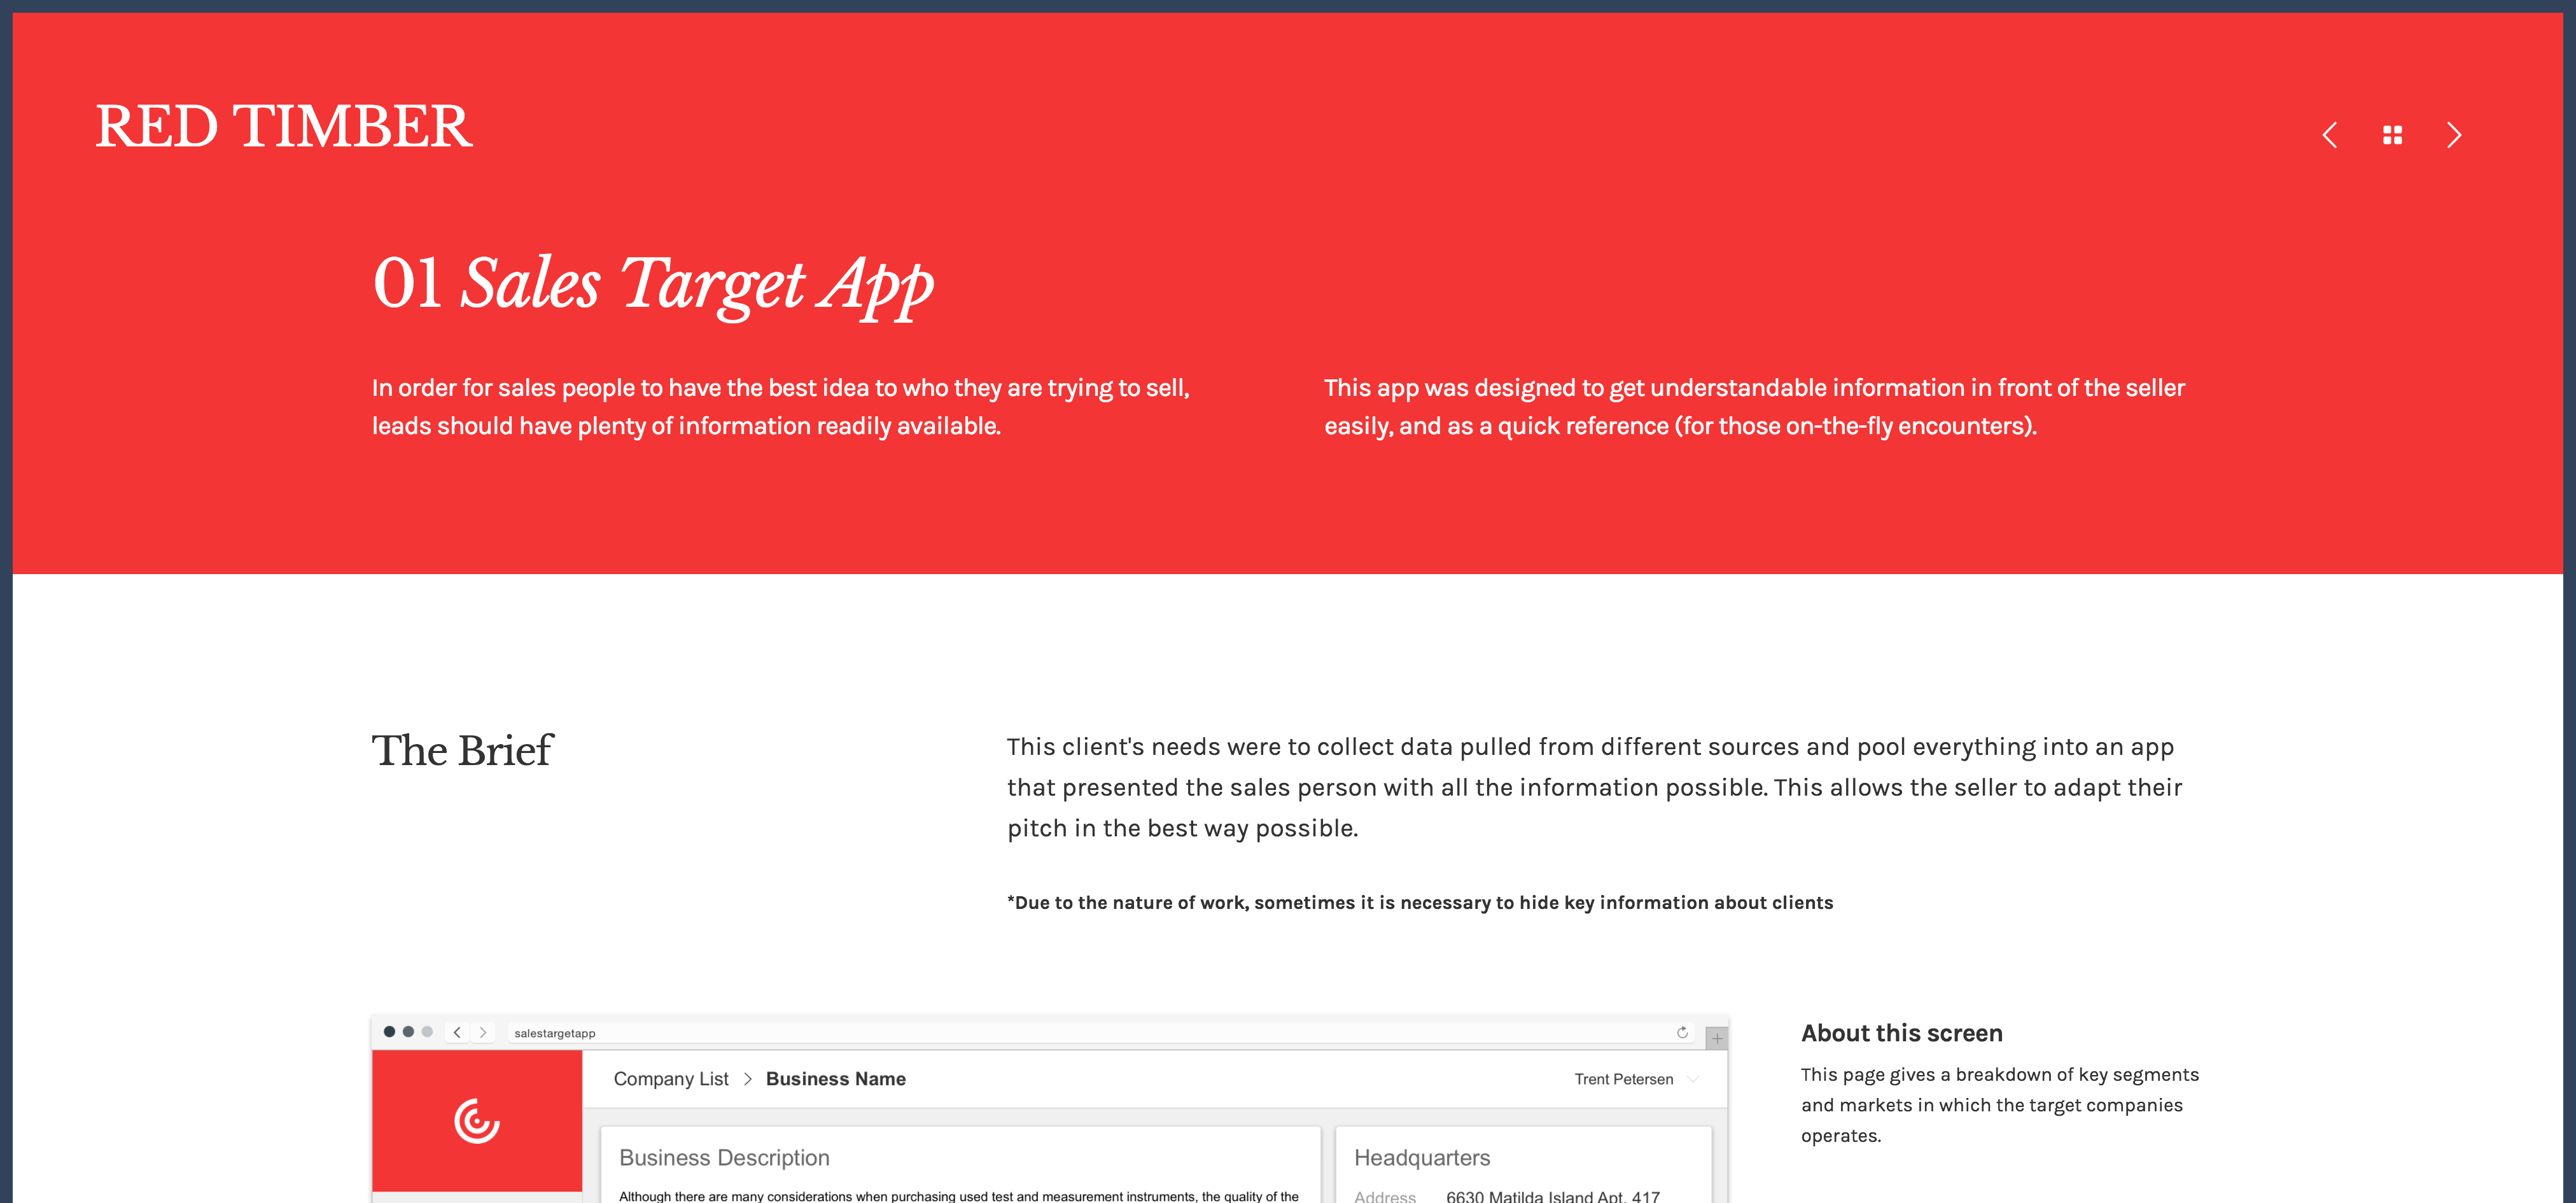 RED TIMBER
01 Sales Target App
In order for sales people to have the best idea to who they are trying to sell,
leads should have plenty of information readily available.
This app was designed to get understandable information in front of the seller
easily, and as a quick reference (for those on-the-fly encounters).
The Brief
This client's needs were to collect data pulled from different sources and pool everything into an app
that presented the sales person with all the information possible. This allows the seller to adapt their
pitch in the best way possible.
*Due to the nature of work, sometimes it is necessary to hide key information about clients
salestargetapp
Company List > Business Name
Trent Petersen
Business Description
Although there are many considerations when purchasing used test and measurement instruments, the quality of the
Headquarters
Address 6630 Matilda Island Apt. 417
About this screen
This page gives a breakdown of key segments
and markets in which the target companies
operates.